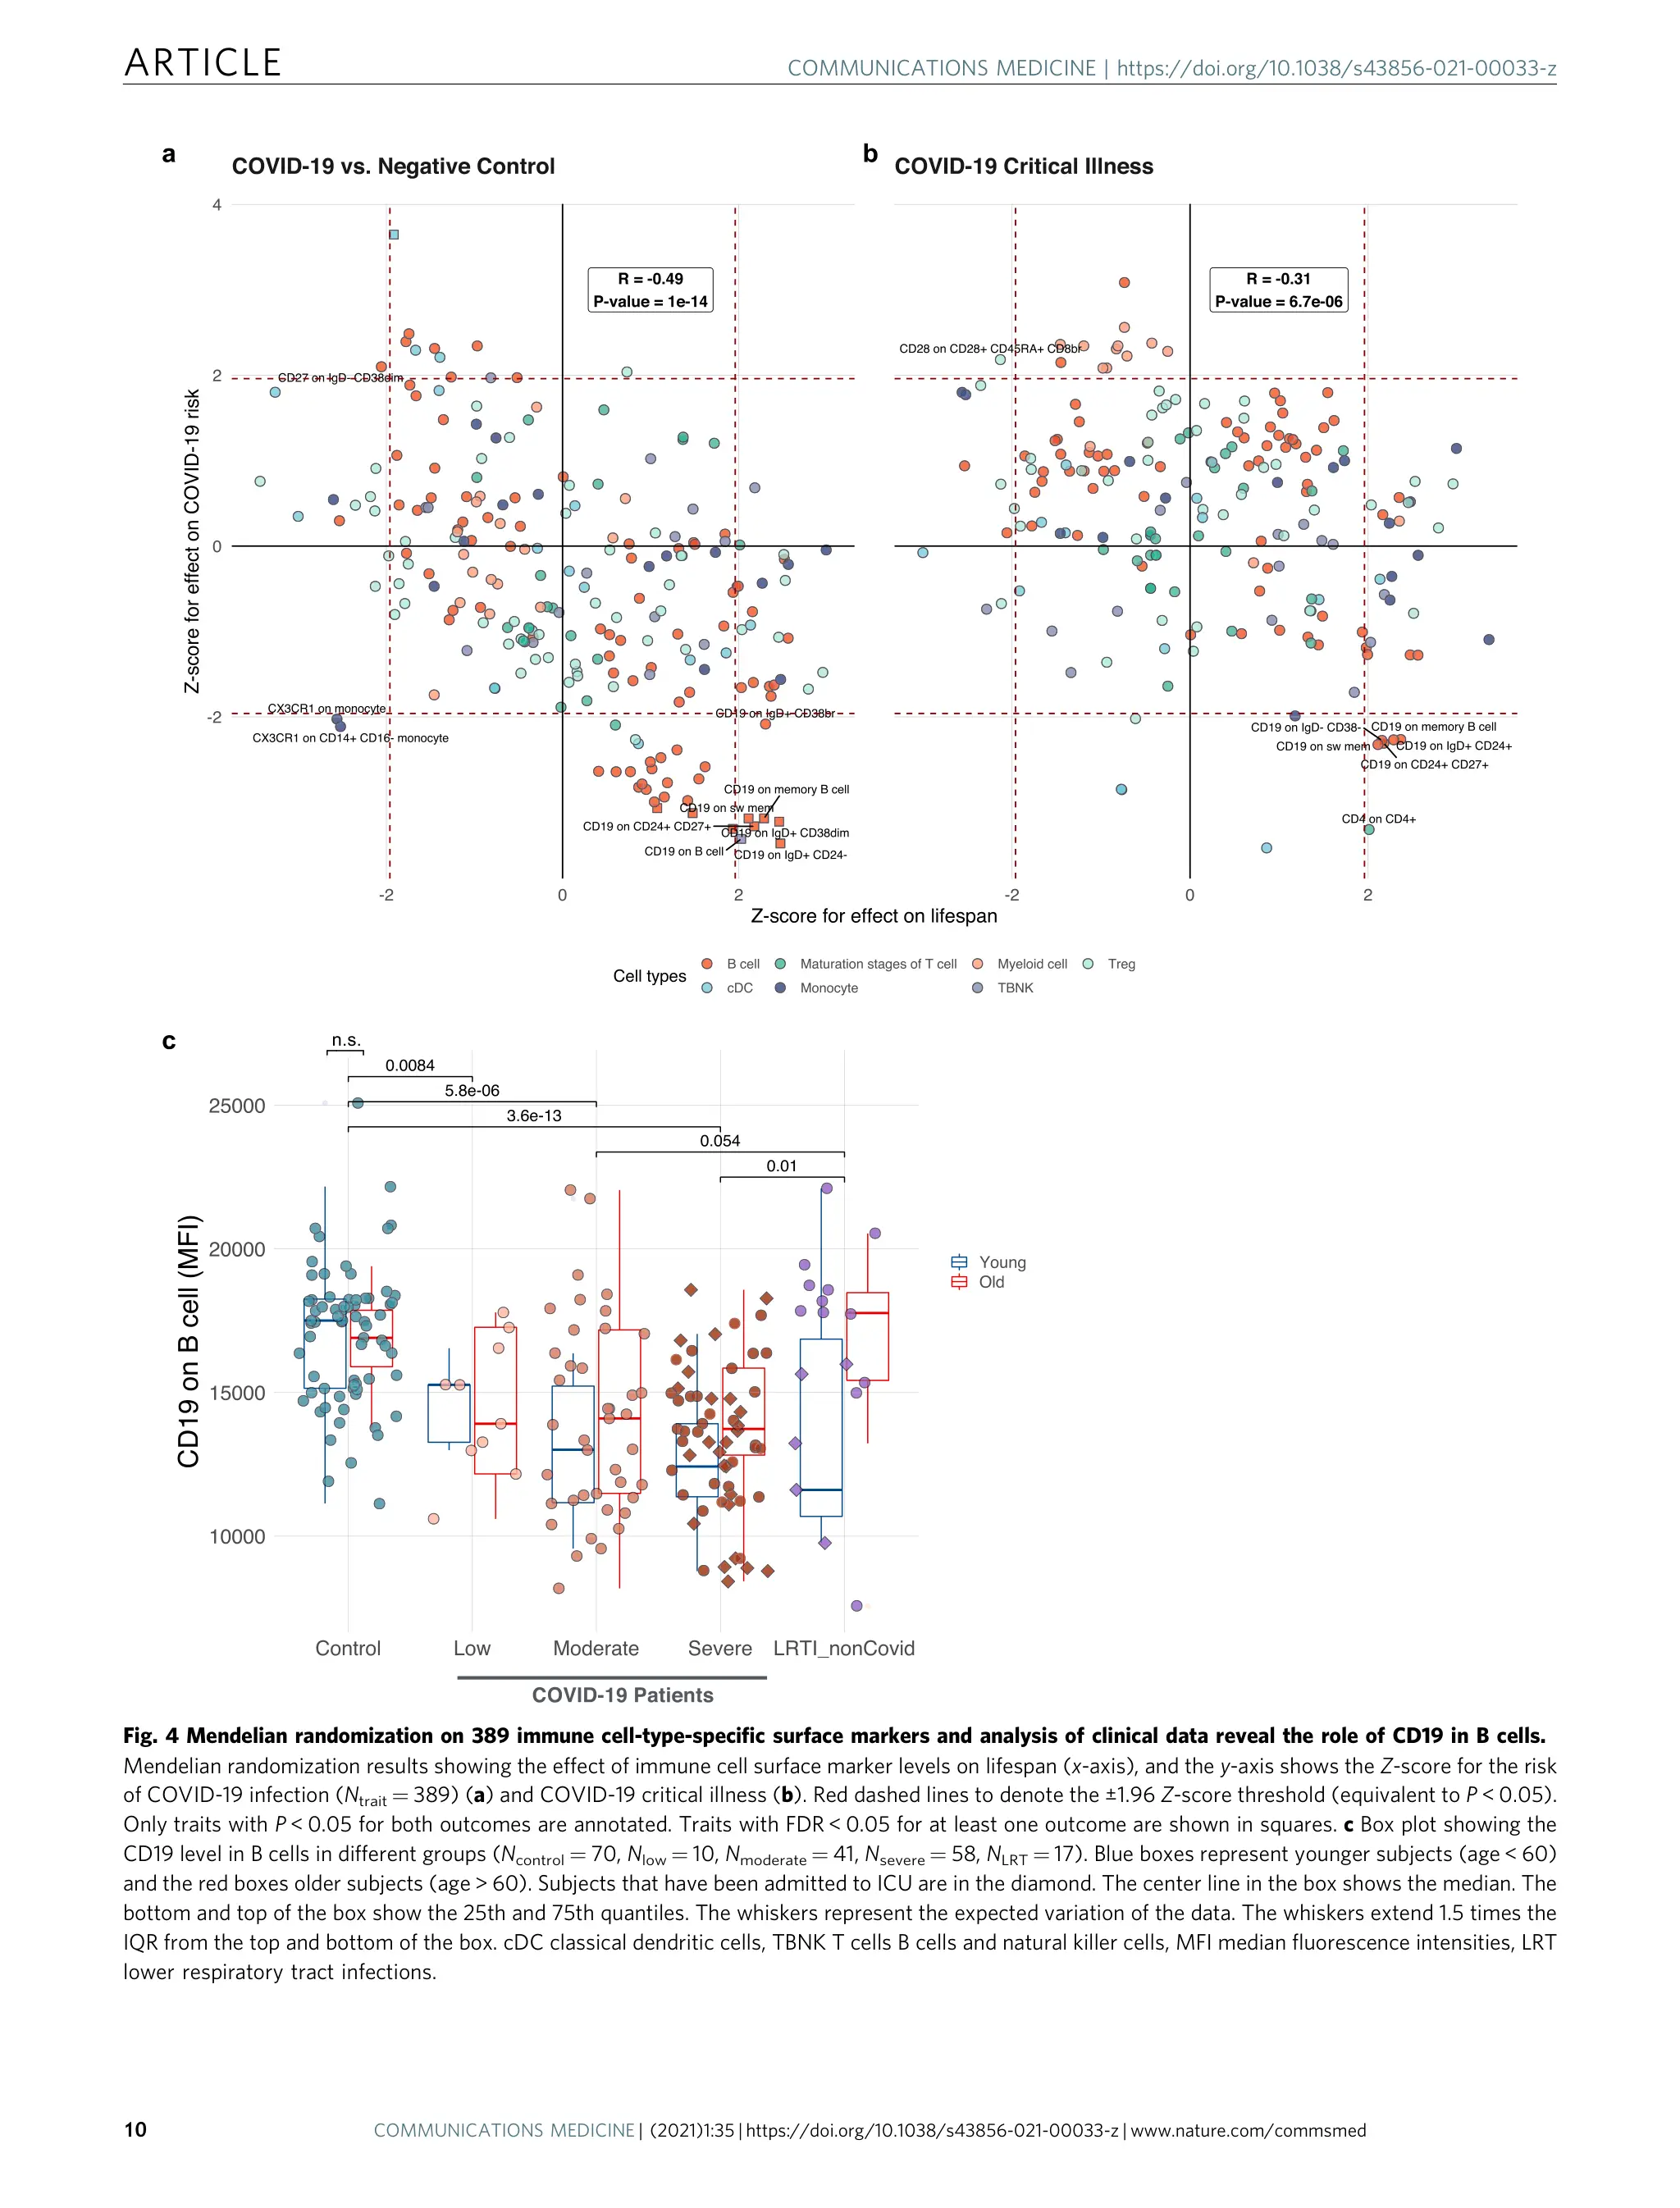 ARTICLE
COMMUNICATIONS MEDICINE | https://doi.org/10.1038/s43856-021-00033-z
a
COVID-19 vs. Negative Control
b
COVID-19 Critical Illness
4
2
0
-2
Z-score for effect on COVID-19 risk
R = -0.49
P-value = 1e-14
CD27 on IgD- CD38dim
CX3CR1 on monocyte
CX3CR1 on CD14+ CD16- monocyte
CD19 on IgD+ CD38br
CD19 on memory B cell
CD19 on sw mem
CD19 on CD24+ CD27+
CD19 on IgD+ CD38dim
CD19 on B cell
CD19 on IgD+ CD24-
-2
0
2
R = -0.31
P-value = 6.7e-06
CD28 on CD28+ CD45RA+ CD8br
CD19 on IgD- CD38-
CD19 on memory B cell
CD19 on sw mem
CD19 on IgD+ CD24+
CD19 on CD24+ CD27+
CD4 on CD4+
-2
0
2
Z-score for effect on lifespan
Cell types
B cell
Maturation stages of T cell
Myeloid cell
Treg
cDC
Monocyte
TBNK
c
n.s.
0.0084
5.8e-06
3.6e-13
0.054
0.01
25000
20000
15000
10000
CD19 on B cell (MFI)
Young
Old
Control
Low
Moderate
Severe
LRTI_nonCovid
COVID-19 Patients
Fig. 4 Mendelian randomization on 389 immune cell-type-specific surface markers and analysis of clinical data reveal the role of CD19 in B cells.
Mendelian randomization results showing the effect of immune cell surface marker levels on lifespan (x-axis), and the y-axis shows the Z-score for the risk
of COVID-19 infection (Ntrait = 389) (a) and COVID-19 critical illness (b). Red dashed lines to denote the ±1.96 Z-score threshold (equivalent to P < 0.05).
Only traits with P < 0.05 for both outcomes are annotated. Traits with FDR < 0.05 for at least one outcome are shown in squares. c Box plot showing the
CD19 level in B cells in different groups (Ncontrol = 70, Nlow = 10, Nmoderate = 41, Nsevere = 58, NLRT = 17). Blue boxes represent younger subjects (age < 60)
and the red boxes older subjects (age > 60). Subjects that have been admitted to ICU are in the diamond. The center line in the box shows the median. The
bottom and top of the box show the 25th and 75th quantiles. The whiskers represent the expected variation of the data. The whiskers extend 1.5 times the
IQR from the top and bottom of the box. cDC classical dendritic cells, TBNK T cells B cells and natural killer cells, MFI median fluorescence intensities, LRT
lower respiratory tract infections.
10
COMMUNICATIONS MEDICINE | (2021)1:35 | https://doi.org/10.1038/s43856-021-00033-z | www.nature.com/commsmed